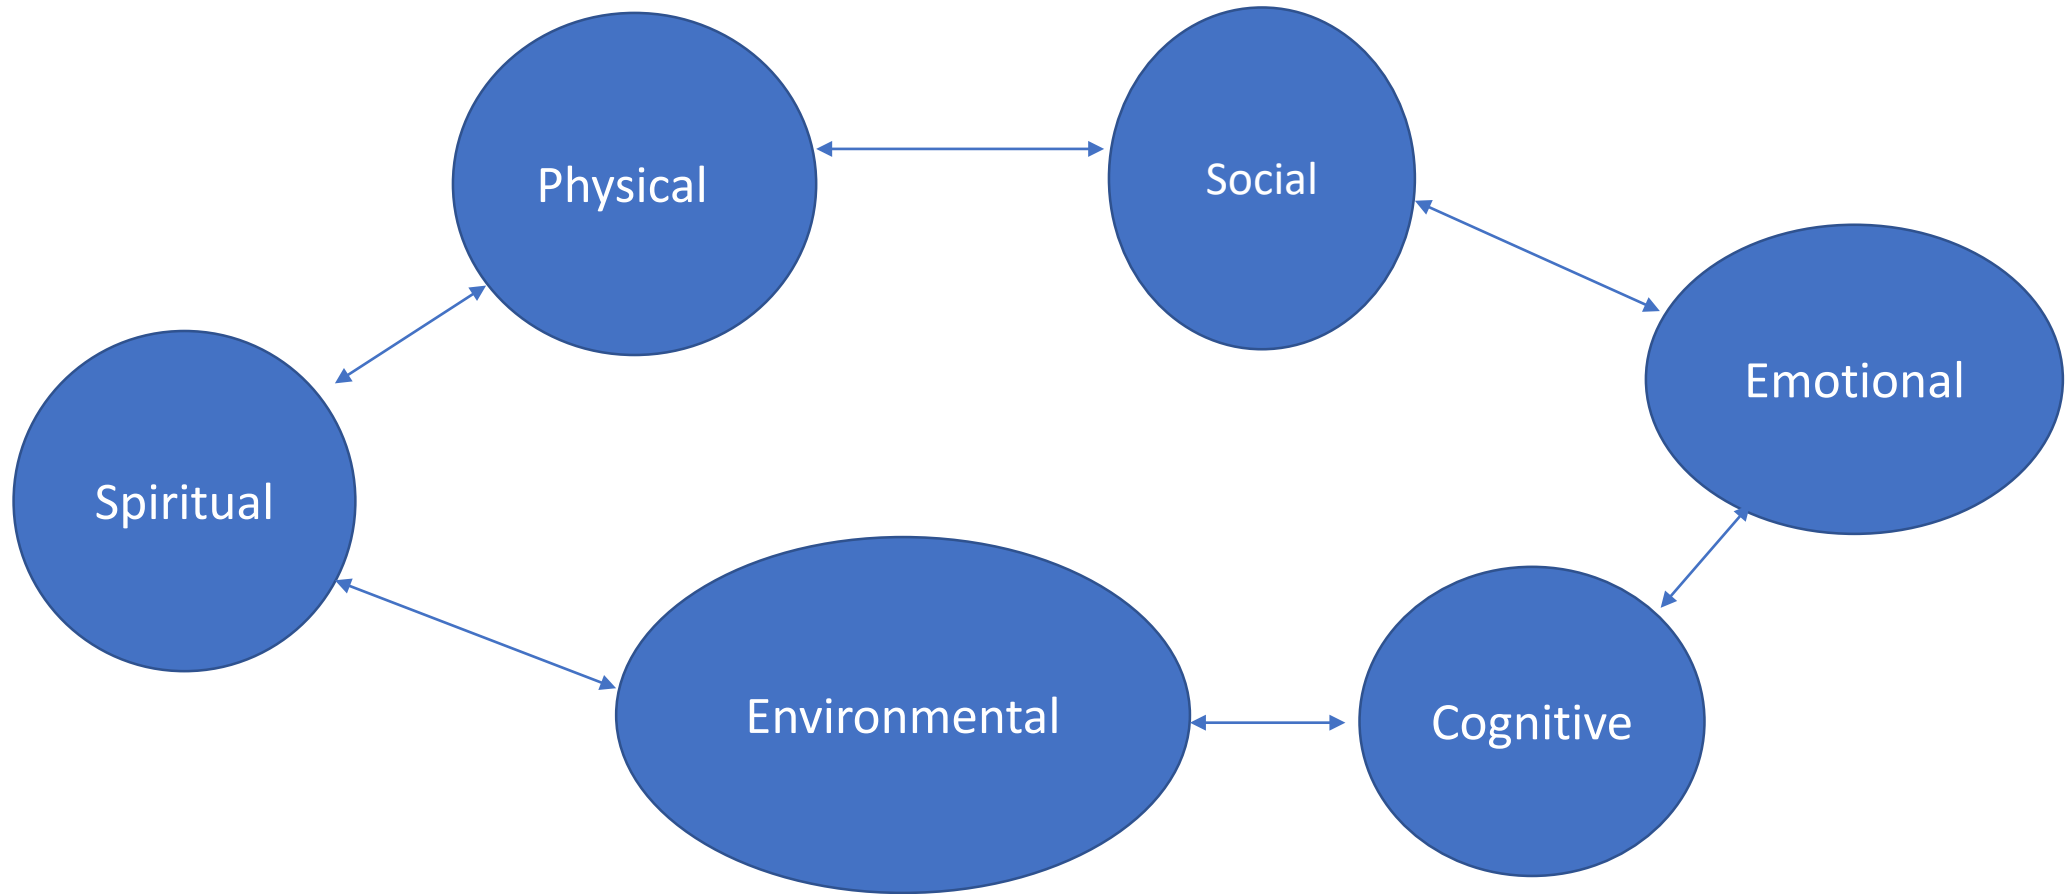 Physical
Social
Emotional
Spiritual
Environmental
Cognitive